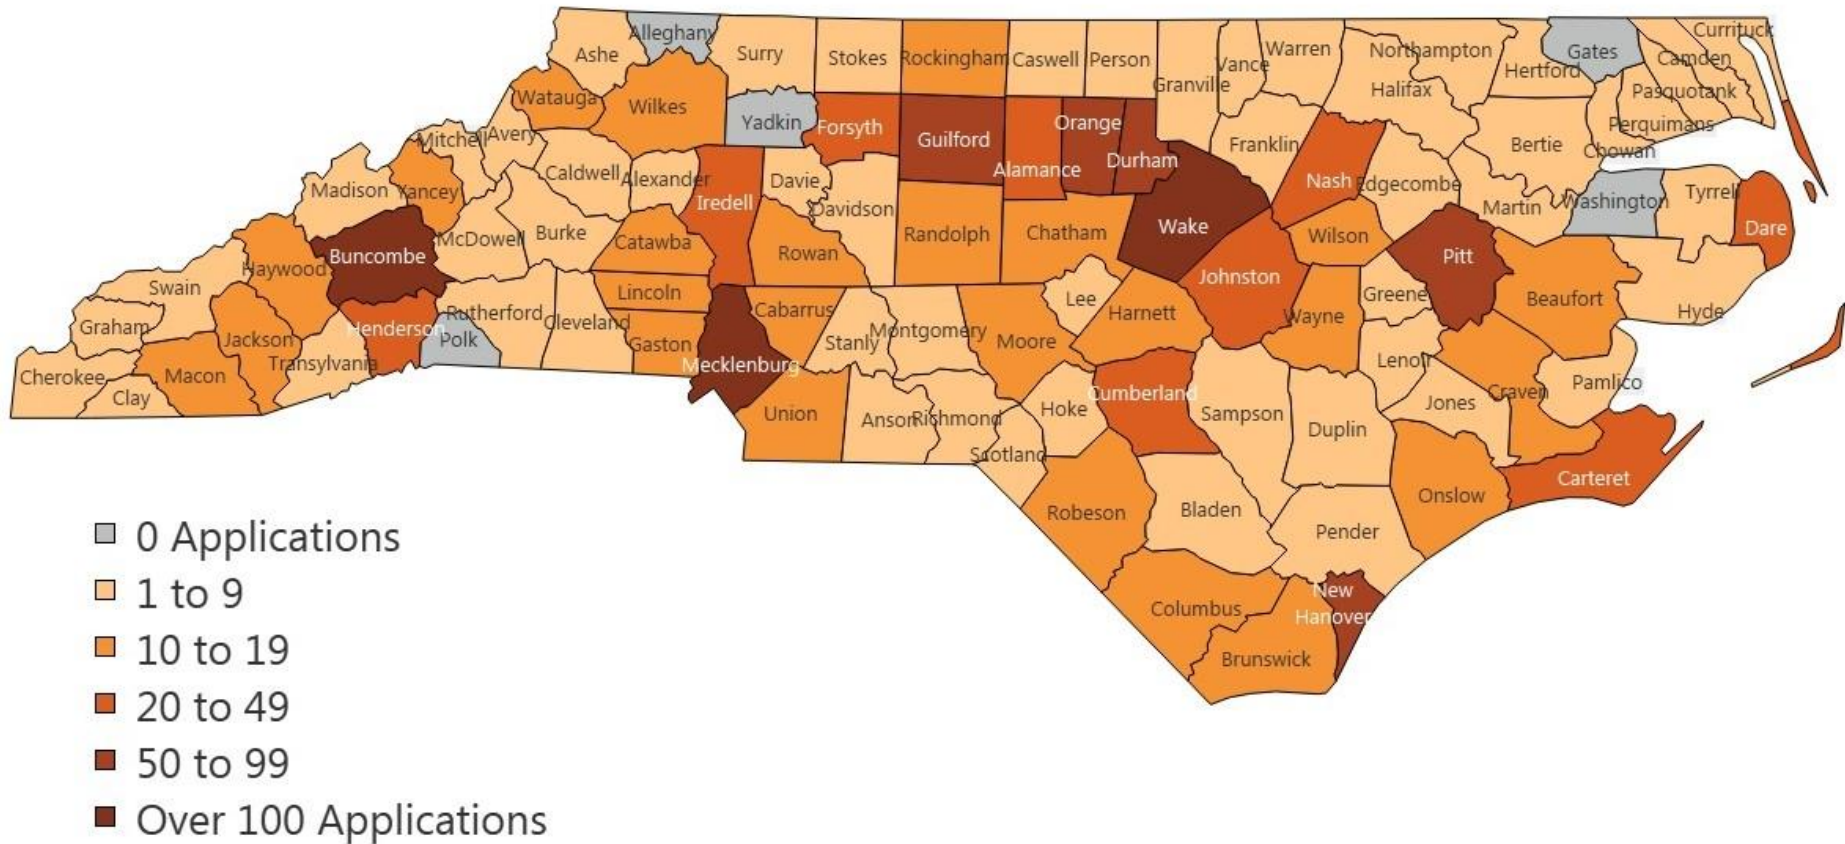 Alleghany
Currituck
Ashe
Surry
Stokes
Rockingham
Caswell
Person
Vance
Warren
Northampton
Hertford
Gates
Camden
Granville
Halifax
Pasquotank
Watauga
Wilkes
Yadkin
Forsyth
Guilford
Orange
Alamance
Durham
Franklin
Bertie
Perquimans
Chowan
Mitchell
Avery
Caldwell
Alexander
Iredell
Davie
Davidson
Nash
Edgecombe
Martin
Washington
Tyrrell
Dare
Madison
Yancey
McDowell
Burke
Catawba
Rowan
Randolph
Chatham
Wake
Wilson
Pitt
Buncombe
Haywood
Swain
Lincoln
Cabarrus
Lee
Harnett
Johnston
Wayne
Greene
Beaufort
Hyde
Graham
Jackson
Henderson
Rutherford
Polk
Cleveland
Gaston
Mecklenburg
Stanly
Montgomery
Moore
Lenoir
Craven
Pamlico
Cherokee
Clay
Macon
Transylvania
Union
Anson
Richmond
Scotland
Hoke
Cumberland
Sampson
Duplin
Jones
Carteret
Onslow
Robeson
Bladen
Pender
Columbus
Brunswick
New
Hanover
0 Applications
1 to 9
10 to 19
20 to 49
50 to 99
Over 100 Applications